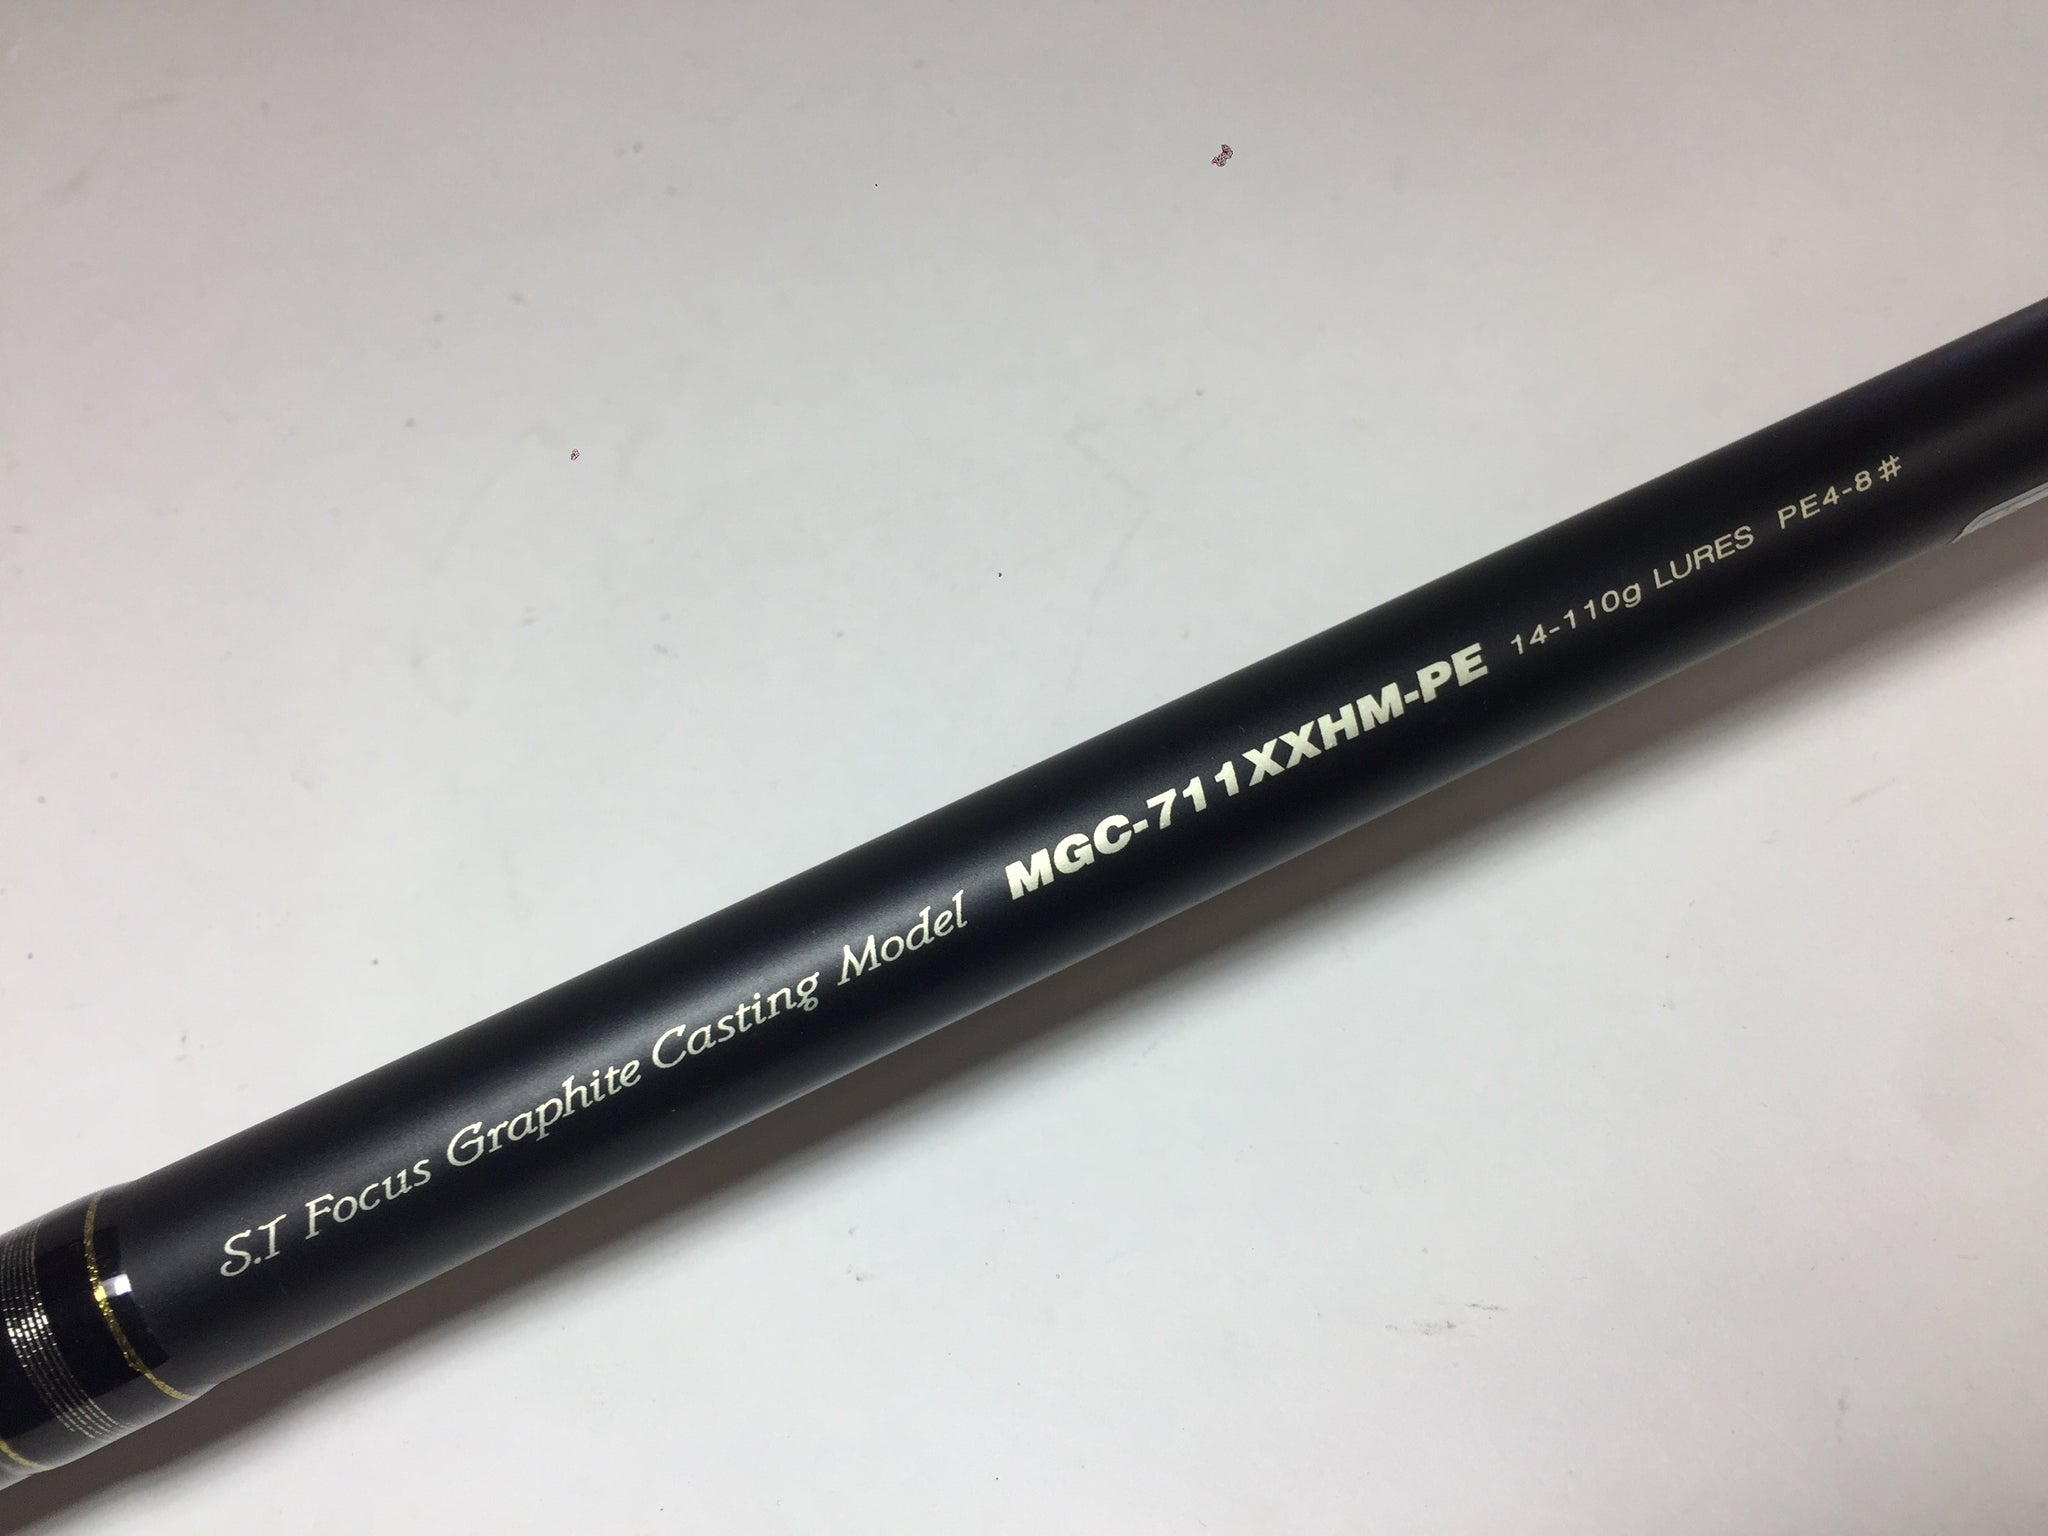 S.T Focus Graphite Casting Model MGC-711XXHM-PE 14-110g LURES PE4-8#